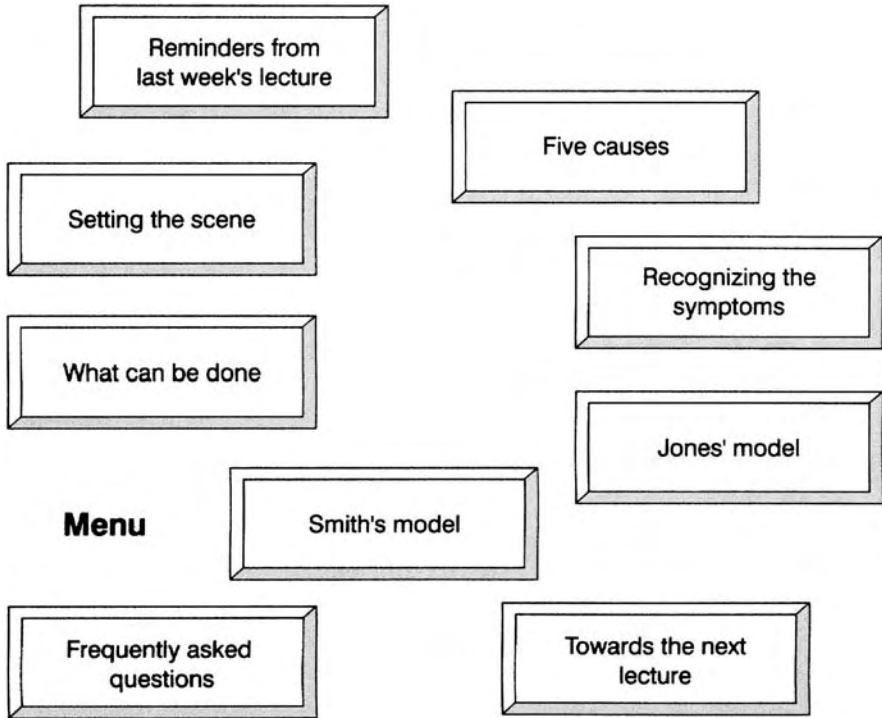 Reminders from
last week's lecture
Five causes
Setting the scene
Recognizing the
symptoms
What can be done
Jones' model
Menu
Smith's model
Frequently asked
questions
Towards the next
lecture